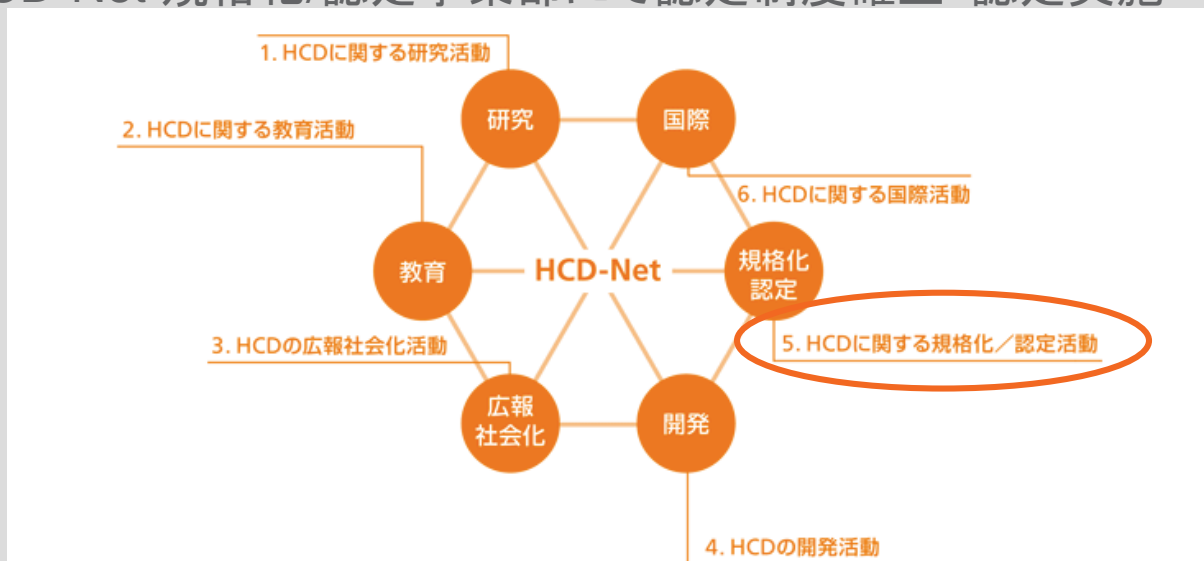 1. HCDに関する研究活動
研究
国際
2. HCDに関する教育活動
6. HCDに関する国際活動
教育
HCD-Net
規格化
認定
3. HCDの広報社会化活動
5. HCDに関する規格化／認定活動
広報
社会化
開発
4. HCDの開発活動